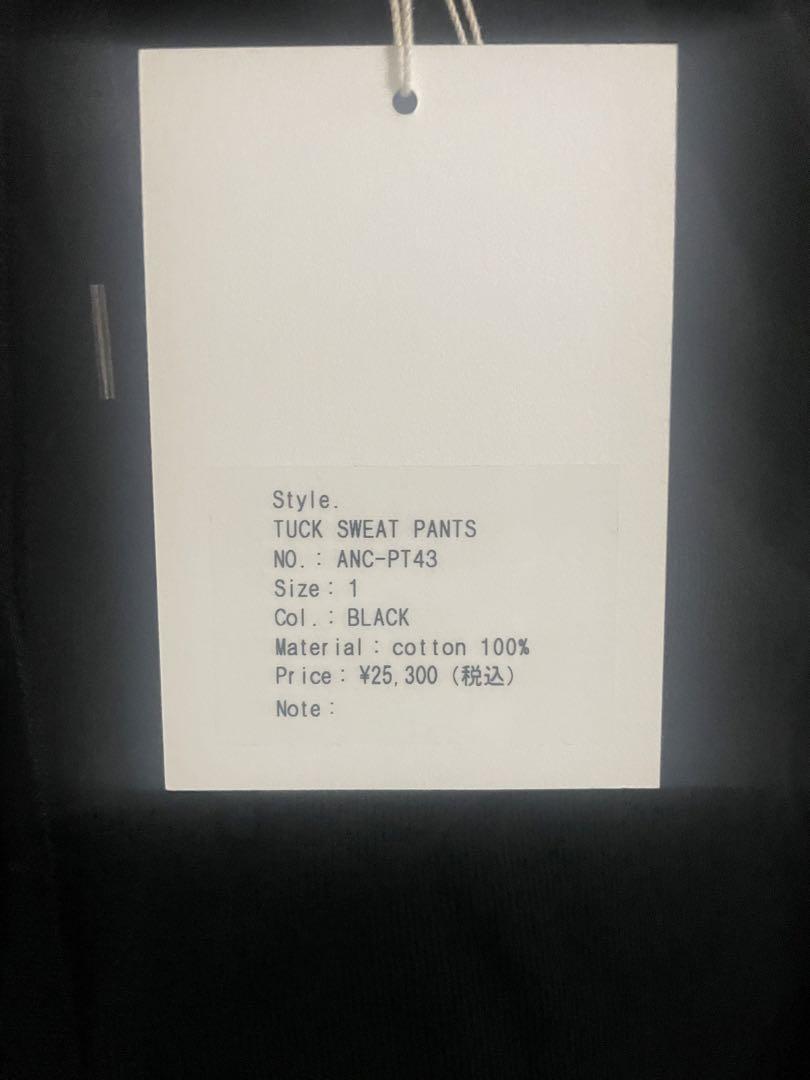 Style.
TUCK SWEAT PANTS
NO.: ANC-PT43
Size: 1
Col.: BLACK
Material: cotton 100%
Price: ¥25,300 (税込)
Note: